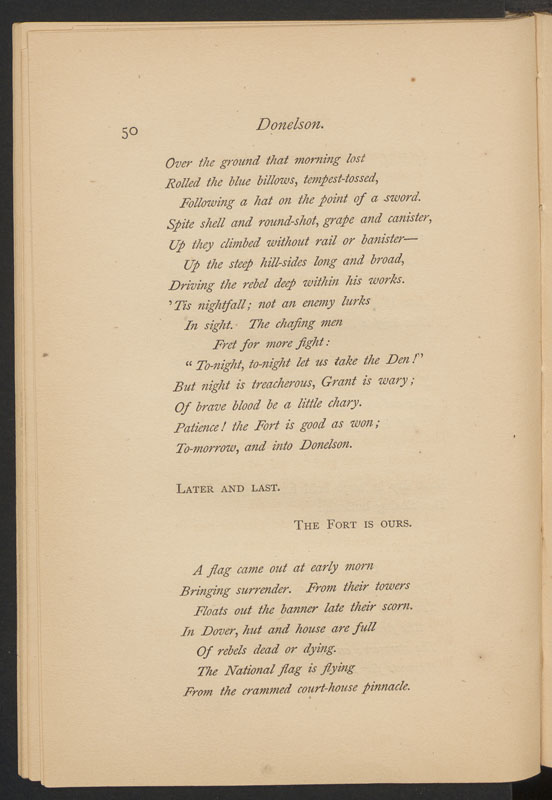 50
Donelson.
Over the ground that morning lost
Rolled the blue billows, tempest-tossed,
Following a hat on the point of a sword.
Spite shell and round-shot, grape and canister,
Up they climbed without rail or banister—
Up the steep hill-sides long and broad,
Driving the rebel deep within his works.
'Tis nightfall; not an enemy lurks
In sight. The chafing men
Fret for more fight:
"To-night, to-night let us take the Den!"
But night is treacherous, Grant is wary;
Of brave blood be a little chary.
Patience! the Fort is good as won;
To-morrow, and into Donelson.
LATER AND LAST.
THE FORT IS OURS.
A flag came out at early morn
Bringing surrender. From their towers
Floats out the banner late their scorn.
In Dover, hut and house are full
Of rebels dead or dying.
The National flag is flying
From the crammed court-house pinnacle.